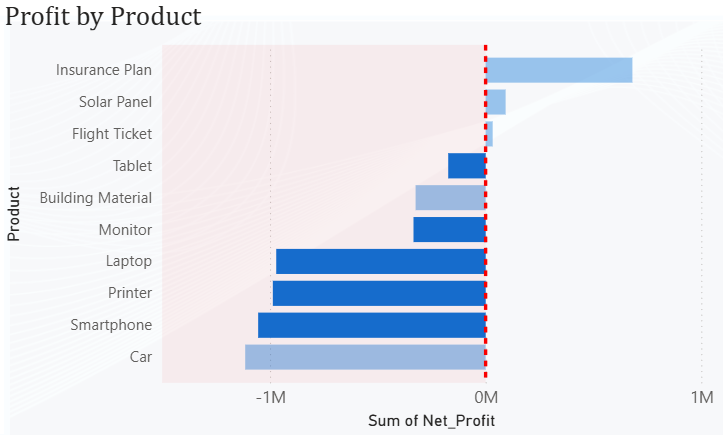 Profit by Product
Insurance Plan
Solar Panel
Flight Ticket
Tablet
Building Material
Monitor
Laptop
Printer
Smartphone
Car
Product
-1M 0M 1M
Sum of Net_Profit